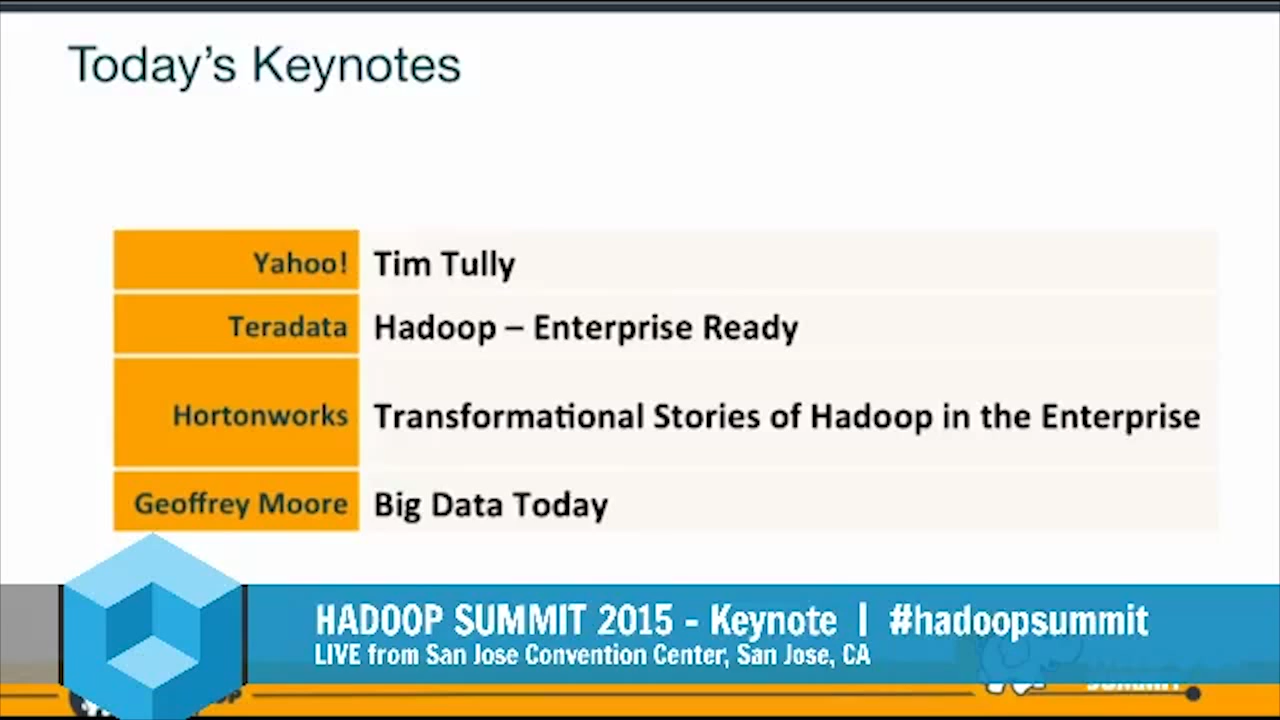 Today's Keynotes
Yahoo! Tim Tully
Teradata Hadoop – Enterprise Ready
Hortonworks Transformational Stories of Hadoop in the Enterprise
Geoffrey Moore Big Data Today
HADOOP SUMMIT 2015 - Keynote | #hadoopsummit
LIVE from San Jose Convention Center, San Jose, CA